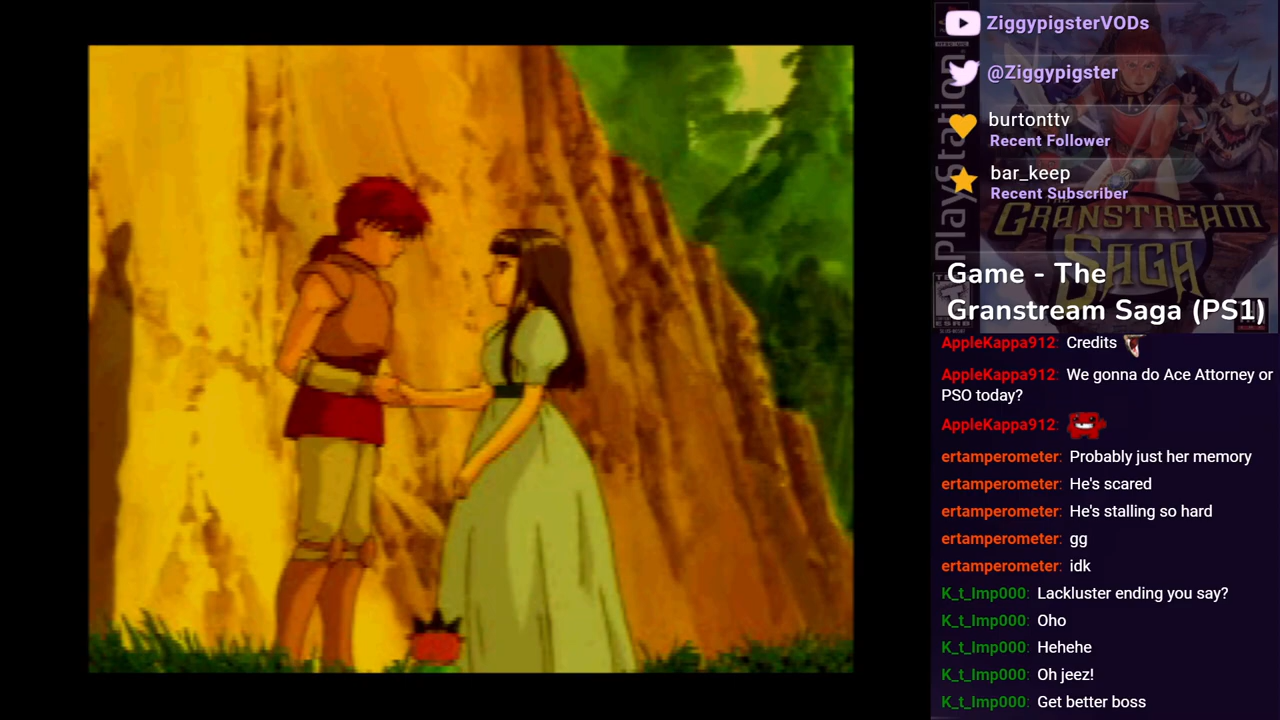 ZiggypigsterVODs
@Ziggypigster
burtonttv
Recent Follower
bar_keep
Recent Subscriber
PlayStation
THE
GRANSTREAM
SAGA
Game - The
Granstream Saga (PS1)
AppleKappa912: Credits
AppleKappa912: We gonna do Ace Attorney or
PSO today?
AppleKappa912:
ertamperometer: Probably just her memory
ertamperometer: He's scared
ertamperometer: He's stalling so hard
ertamperometer: gg
ertamperometer: idk
K_t_Imp000: Lackluster ending you say?
K_t_Imp000: Oho
K_t_Imp000: Hehehe
K_t_Imp000: Oh jeez!
K_t_Imp000: Get better boss